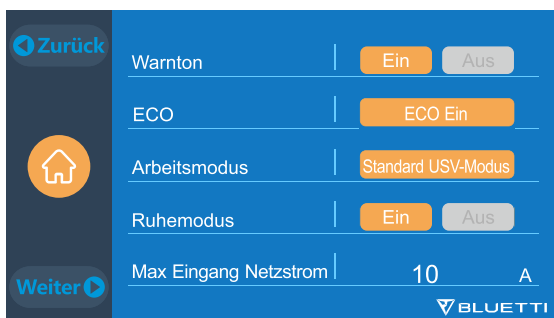 Zurück
Warnton Ein Aus
ECO ECO Ein
Arbeitsmodus Standard USV-Modus
Ruhemodus Ein Aus
Max Eingang Netzstrom 10 A
Weiter
BLUETTI